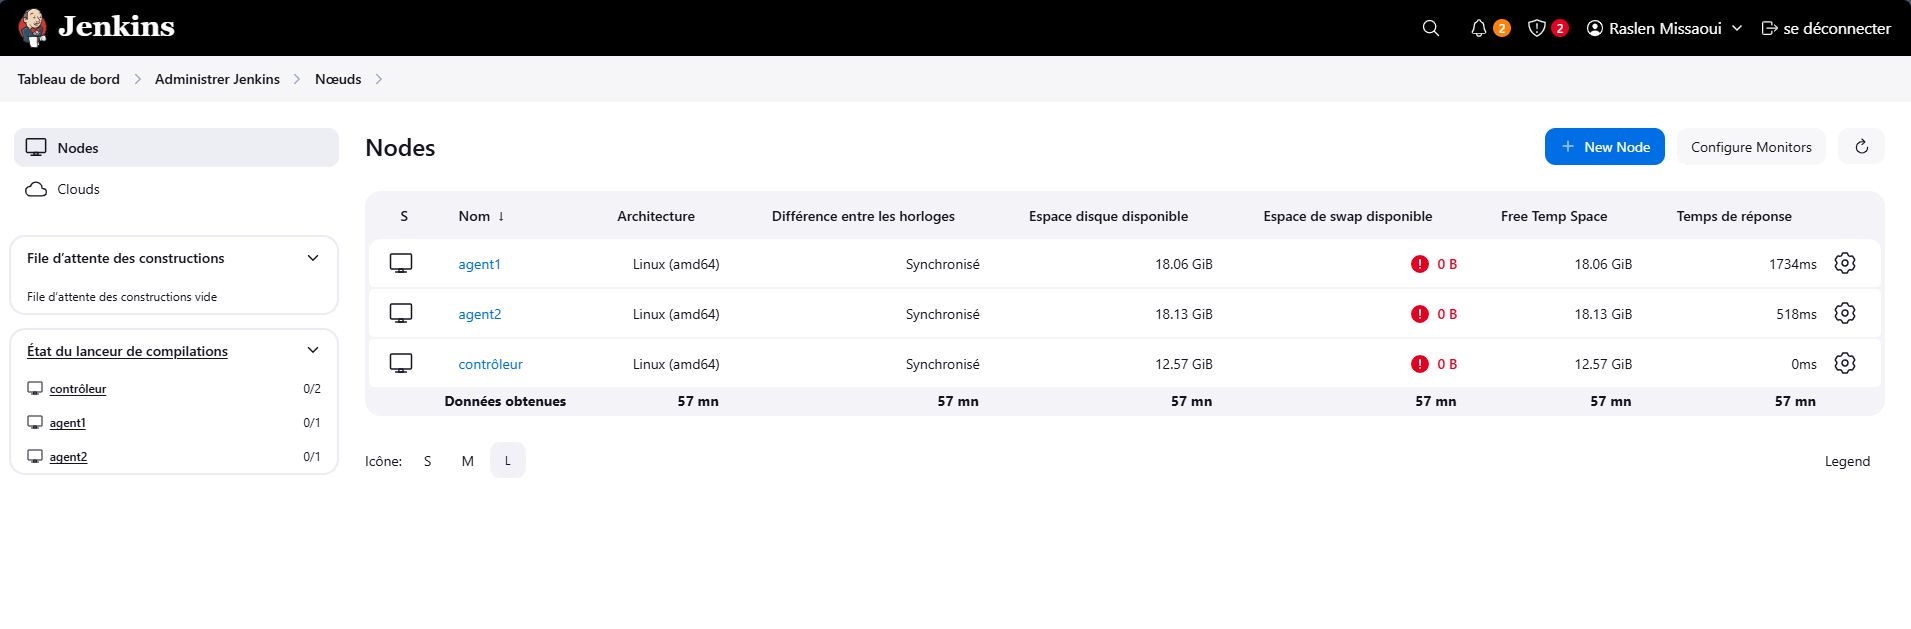 Jenkins
2
2
Raslen Missaoui
se déconnecter
Tableau de bord
Administrer Jenkins
Nœuds
Nodes
Clouds
File d’attente des constructions
File d’attente des constructions vide
État du lanceur de compilations
contrôleur 0/2
agent1 0/1
agent2 0/1
Nodes
New Node
Configure Monitors
S Nom ↓ Architecture Différence entre les horloges Espace disque disponible Espace de swap disponible Free Temp Space Temps de réponse
agent1 Linux (amd64) Synchronisé 18.06 GiB 0 B 18.06 GiB 1734ms
agent2 Linux (amd64) Synchronisé 18.13 GiB 0 B 18.13 GiB 518ms
contrôleur Linux (amd64) Synchronisé 12.57 GiB 0 B 12.57 GiB 0ms
Données obtenues 57 mn 57 mn 57 mn 57 mn 57 mn 57 mn
Icône: S M L
Legend